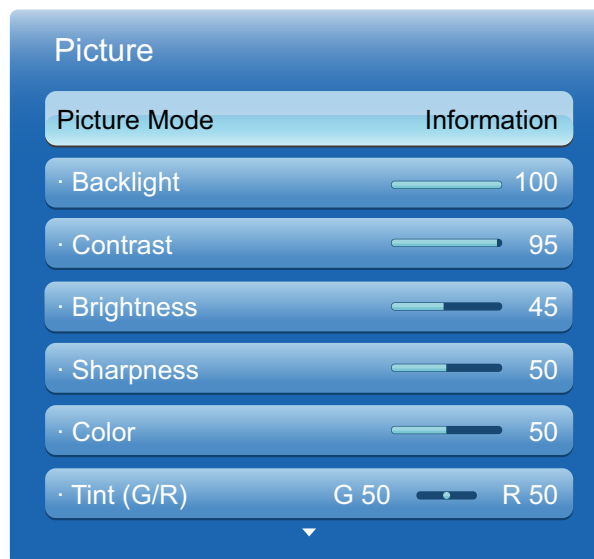 Picture
Picture Mode Information
· Backlight 100
· Contrast 95
· Brightness 45
· Sharpness 50
· Color 50
· Tint (G/R) G 50 R 50